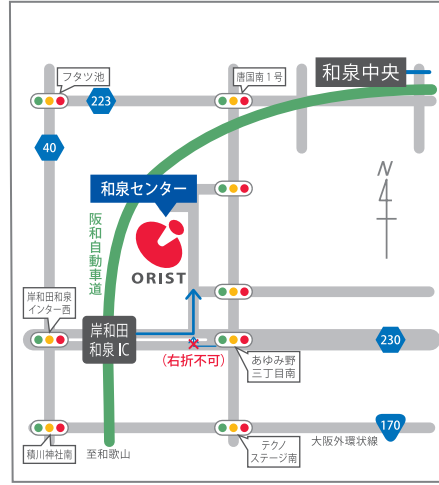 フタツ池
唐国南1号
和泉中央
223
40
和泉センター
N
阪和自動車道
ORIST
岸和田和泉
インター西
岸和田
和泉IC
230
(右折不可)
あゆみ野
三丁目南
170
積川神社南
至和歌山
テクノ
ステージ南
大阪外環状線